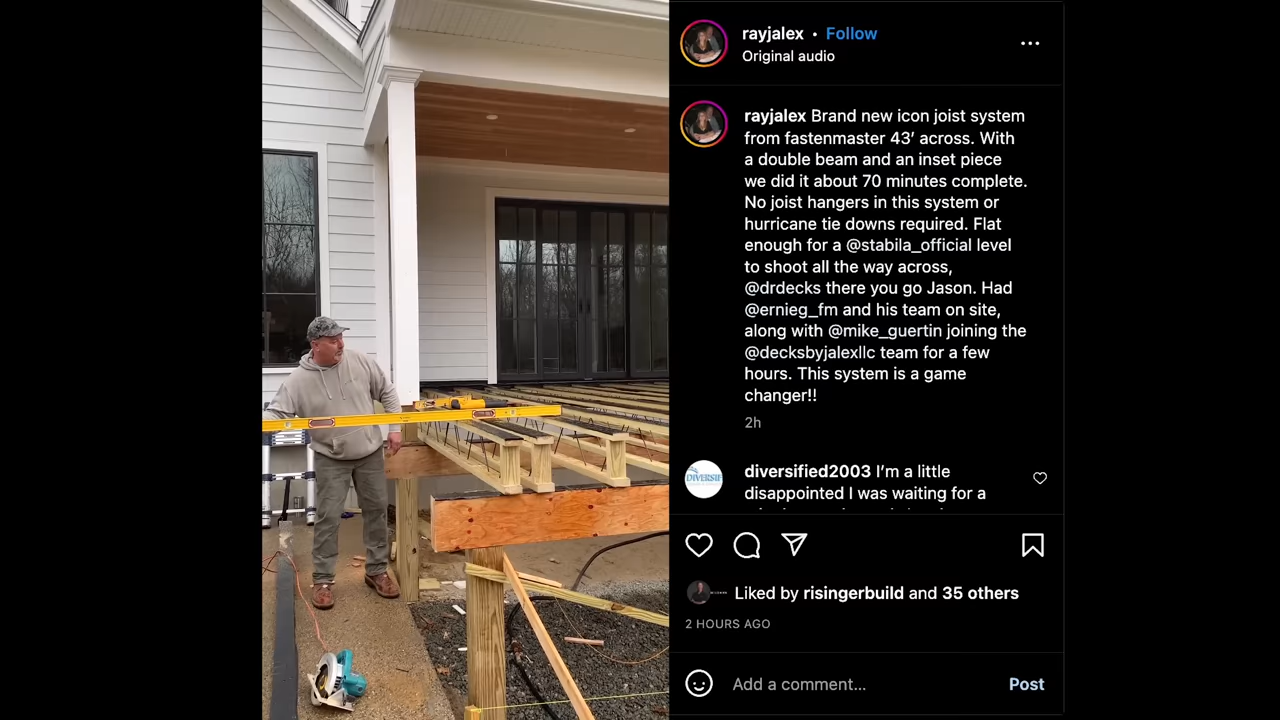 rayjalex • Follow
Original audio
rayjalex Brand new icon joist system
from fastenmaster 43’ across. With
a double beam and an inset piece
we did it about 70 minutes complete.
No joist hangers in this system or
hurricane tie downs required. Flat
enough for a @stabila_official level
to shoot all the way across,
@drdecks there you go Jason. Had
@ernieg_fm and his team on site,
along with @mike_guertin joining the
@decksbyjalexllc team for a few
hours. This system is a game
changer!!
2h
DIVERSIFI
diversified2003 I’m a little
disappointed I was waiting for a
Liked by risingerbuild and 35 others
2 HOURS AGO
Add a comment...
Post